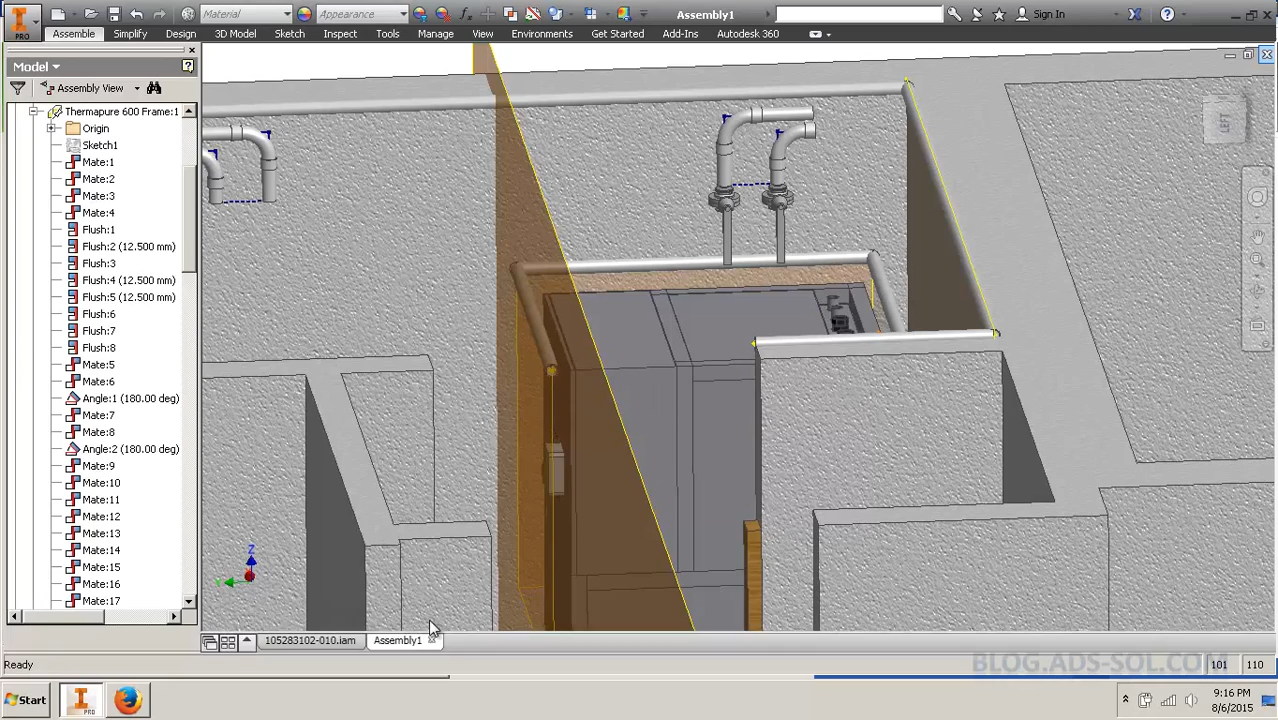 PRO
Material
Appearance
Assembly1
Sign In
Assemble
Simplify
Design
3D Model
Sketch
Inspect
Tools
Manage
View
Environments
Get Started
Add-Ins
Autodesk 360
Model
Assembly View
Thermapure 600 Frame:1
Origin
Sketch1
Mate:1
Mate:2
Mate:3
Mate:4
Flush:1
Flush:2 (12.500 mm)
Flush:3
Flush:4 (12.500 mm)
Flush:5 (12.500 mm)
Flush:6
Flush:7
Flush:8
Mate:5
Mate:6
Angle:1 (180.00 deg)
Mate:7
Mate:8
Angle:2 (180.00 deg)
Mate:9
Mate:10
Mate:11
Mate:12
Mate:13
Mate:14
Mate:15
Mate:16
Mate:17
LEFT
Z
Y
105283102-010.iam
Assembly1
Ready
BLOG.ADS-SOL.COM
101
110
Start
PRO
9:16 PM
8/6/2015